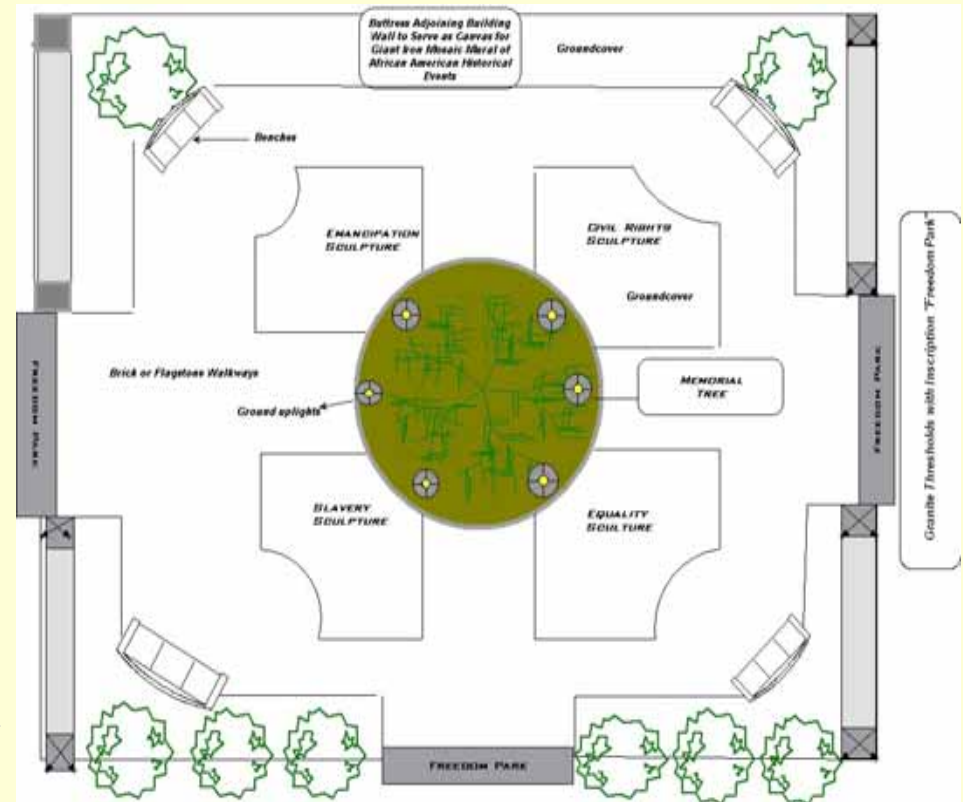 Buttress Adjoining Building
Wall to Serve as Canvas for
Giant Iron Mosaic Mural of
African American Historical
Events
Groundcover
Benches
EMANCIPATION
SCULPTURE
CIVIL RIGHTS
SCULPTURE
Groundcover
Brick or Flagstone Walkways
Ground uplights
MEMORIAL
TREE
SLAVERY
SCULPTURE
EQUALITY
SCULTURE
FREEDOM PARK
FREEDOM PARK
FREEDOM PARK
Granite Thresholds with Inscription "Freedom Park"